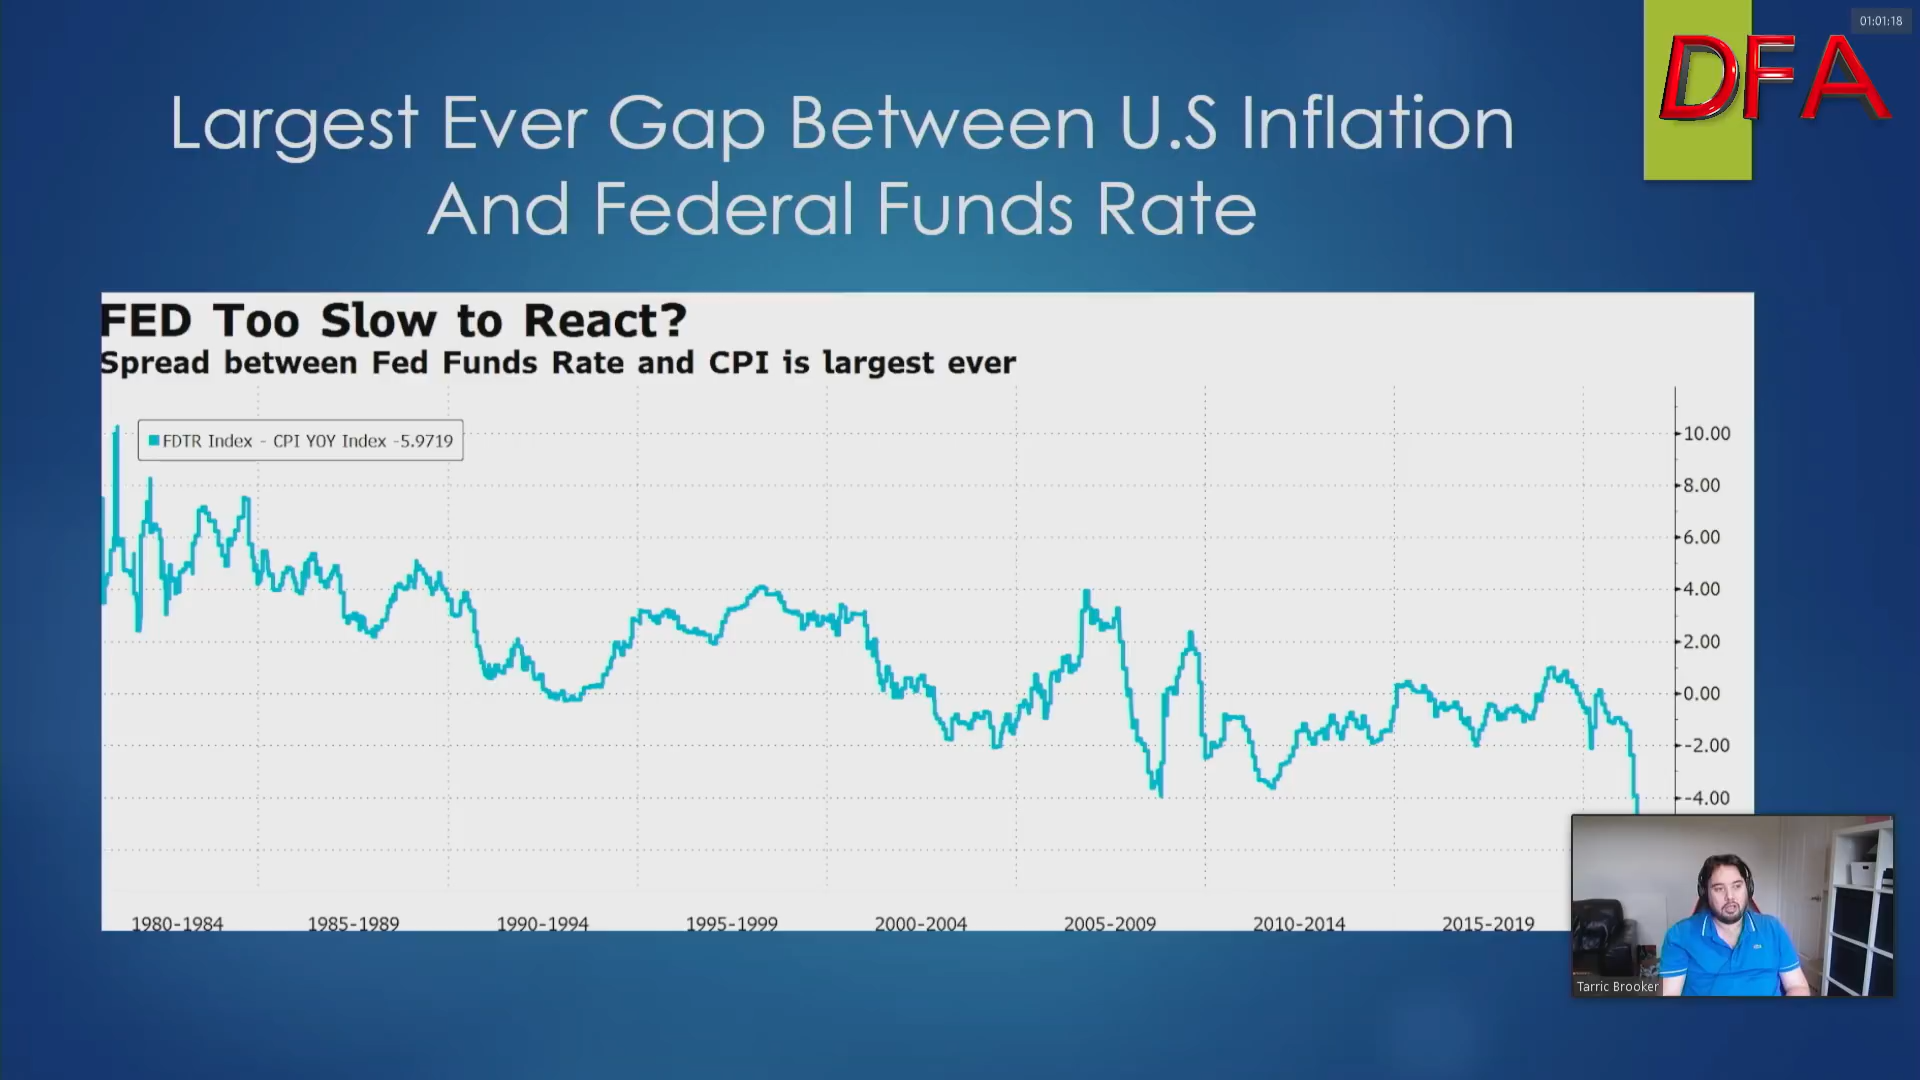 01:01:18
DFA
Largest Ever Gap Between U.S Inflation
And Federal Funds Rate
FED Too Slow to React?
Spread between Fed Funds Rate and CPI is largest ever
FDTR Index - CPI YOY Index -5.9719
10.00
8.00
6.00
4.00
2.00
0.00
-2.00
-4.00
1980-1984 1985-1989 1990-1994 1995-1999 2000-2004 2005-2009 2010-2014 2015-2019
Tarric Brooker